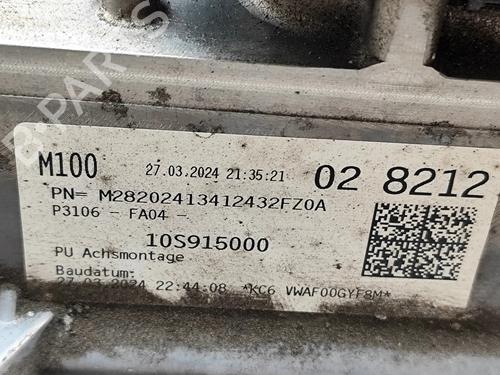 M100 27.03.2024 21:35:21 02 8212
PN= M28202413412432FZ0A
P3106 - FA04 -
10S915000
PU Achsmontage
Baudatum:
27.03.2024 22:44:08 *KC6 VWAF00GYF8M*
B-PARTS